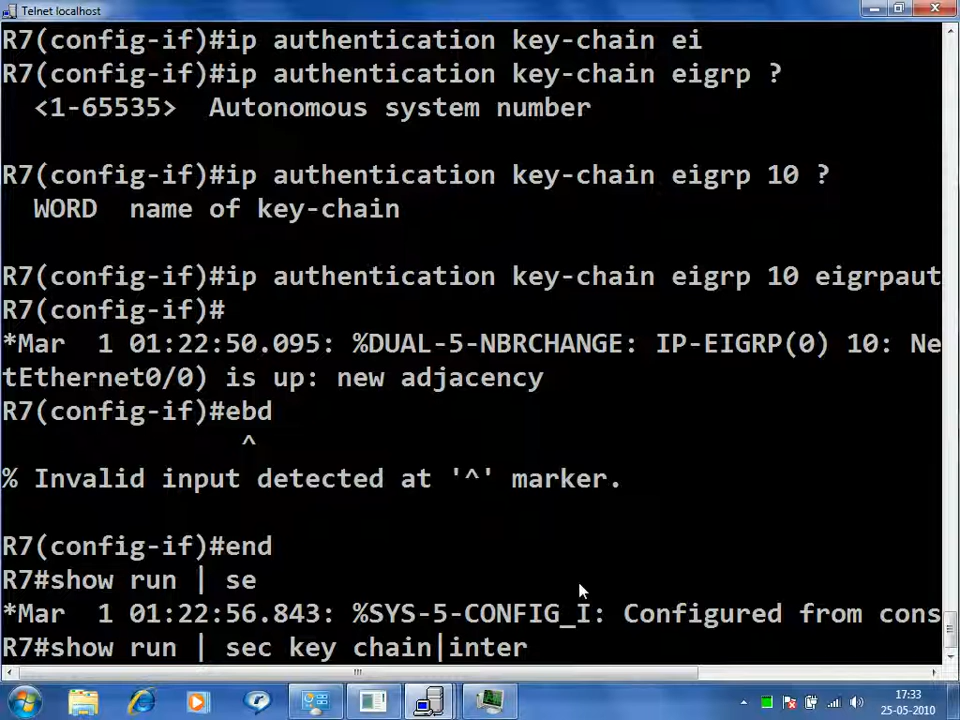 Telnet localhost
R7(config-if)#ip authentication key-chain ei
R7(config-if)#ip authentication key-chain eigrp ?
<1-65535>  Autonomous system number
R7(config-if)#ip authentication key-chain eigrp 10 ?
WORD  name of key-chain
R7(config-if)#ip authentication key-chain eigrp 10 eigrpaut
R7(config-if)#
*Mar  1 01:22:50.095: %DUAL-5-NBRCHANGE: IP-EIGRP(0) 10: Ne
tEthernet0/0) is up: new adjacency
R7(config-if)#ebd
^
% Invalid input detected at '^' marker.
R7(config-if)#end
R7#show run | se
*Mar  1 01:22:56.843: %SYS-5-CONFIG_I: Configured from cons
R7#show run | sec key chain|inter
17:33
25-05-2010